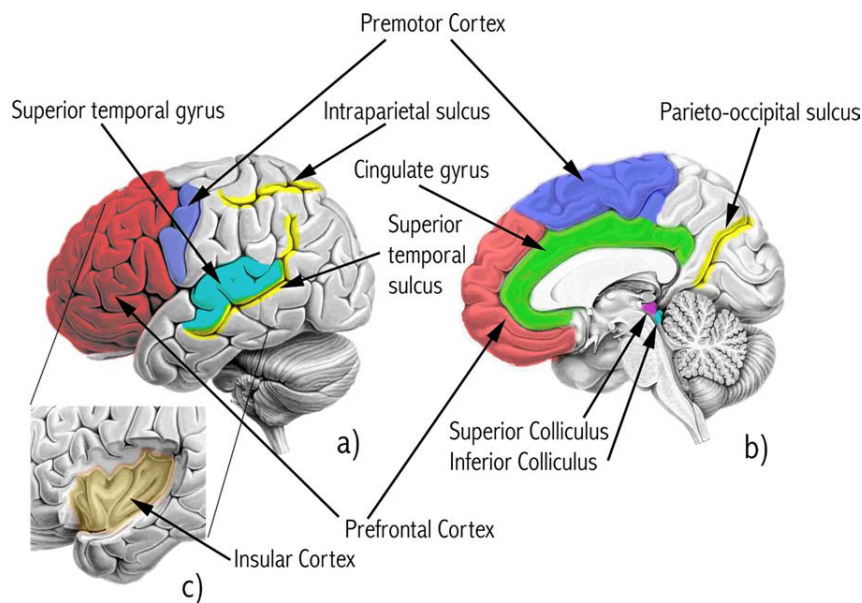 Premotor Cortex
Superior temporal gyrus
Intraparietal sulcus
Parieto-occipital sulcus
Cingulate gyrus
Superior
temporal
sulcus
a)
Superior Colliculus
Inferior Colliculus
b)
Prefrontal Cortex
Insular Cortex
c)